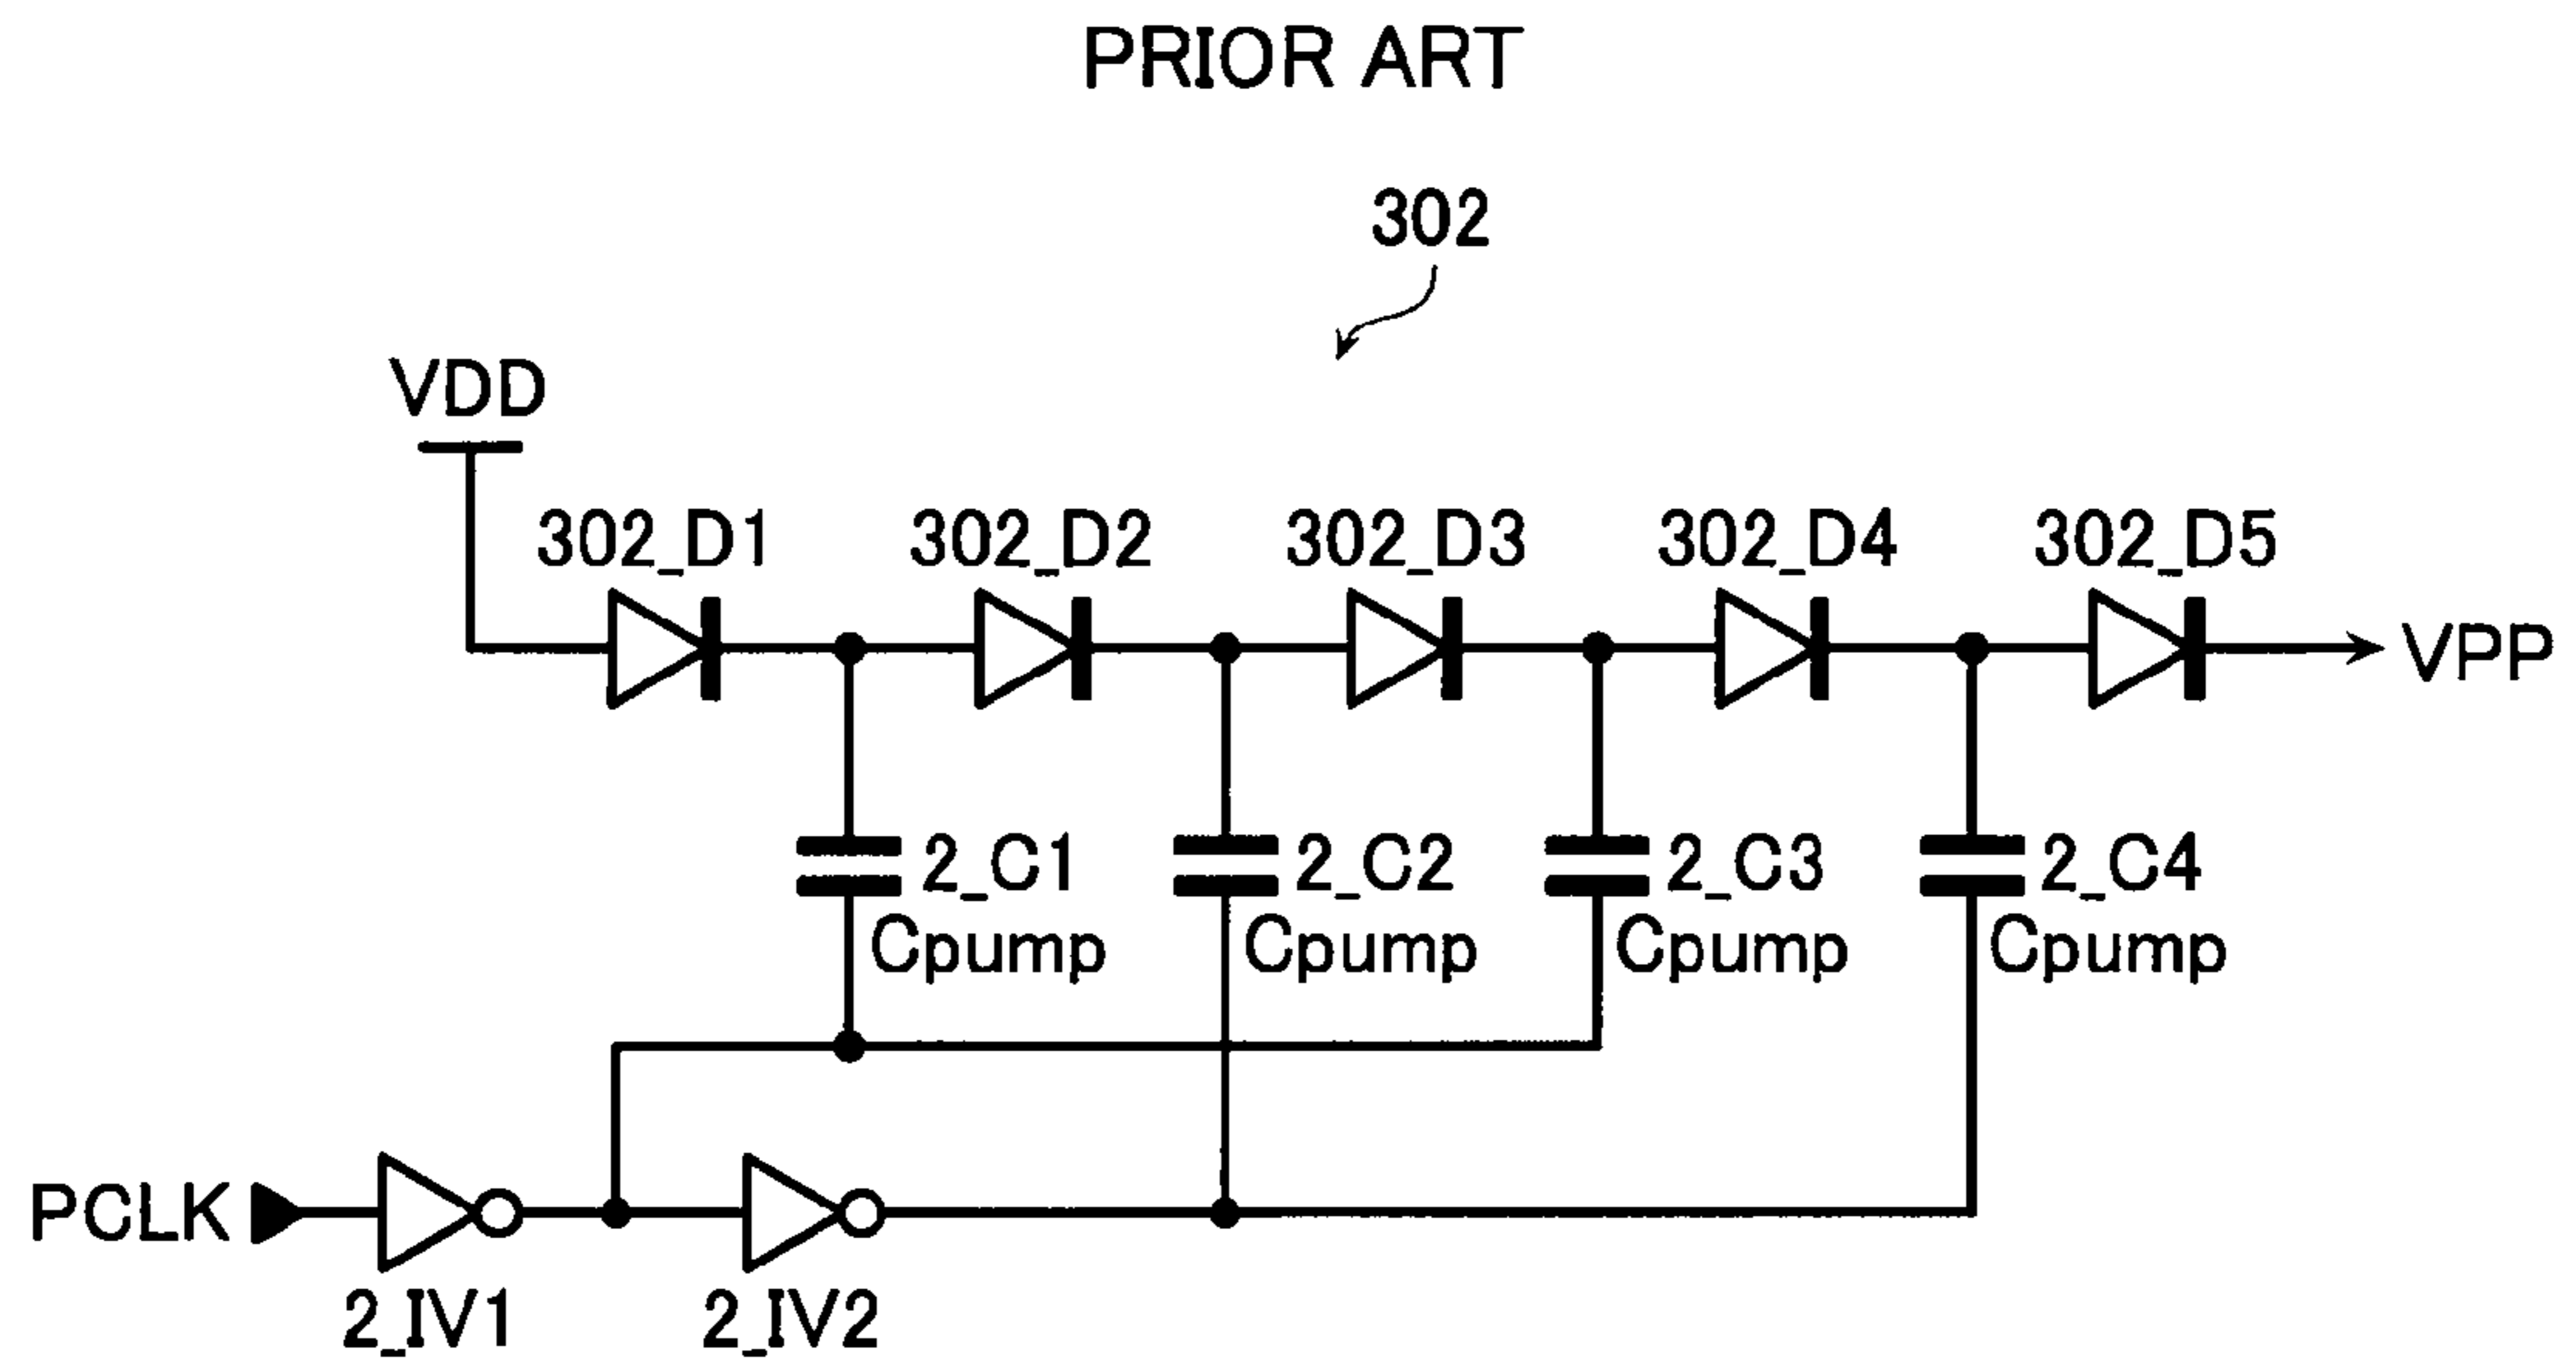 PRIOR ART
302
VDD
302_D1 302_D2 302_D3 302_D4 302_D5
VPP
2_C1 2_C2 2_C3 2_C4
Cpump Cpump Cpump Cpump
PCLK
2_IV1 2_IV2